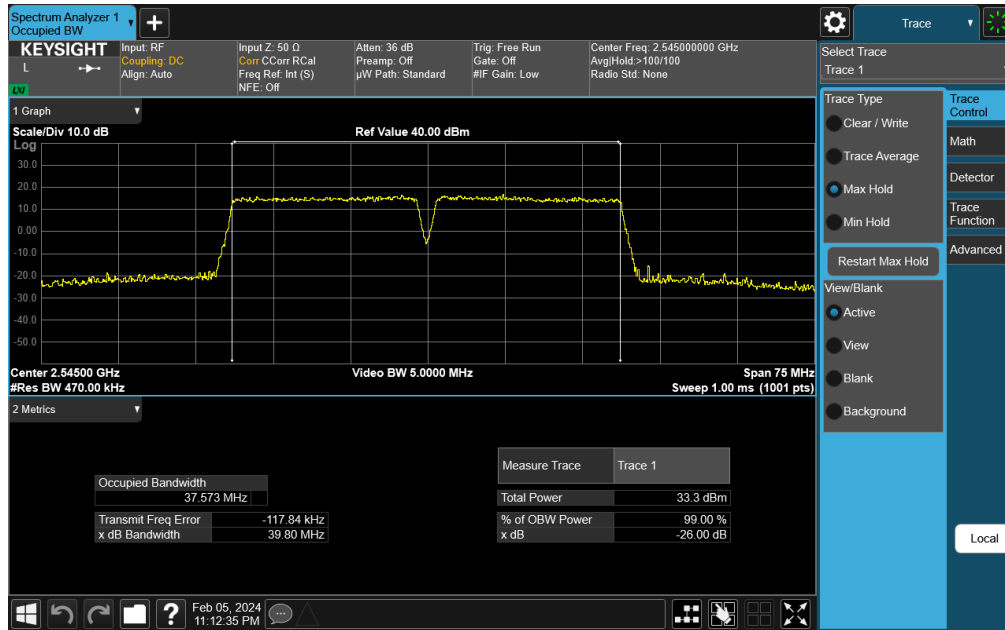 Spectrum Analyzer 1
Occupied BW
Trace
KEYSIGHT
L
LXI
Input: RF
Coupling: DC
Align: Auto
Input Z: 50 Ω
Corr CCorr RCal
Freq Ref: Int (S)
NFE: Off
Atten: 36 dB
Preamp: Off
µW Path: Standard
Trig: Free Run
Gate: Off
#IF Gain: Low
Center Freq: 2.545000000 GHz
Avg|Hold:>100/100
Radio Std: None
1 Graph
Scale/Div 10.0 dB
Ref Value 40.00 dBm
Log
30.0
20.0
10.0
0.00
-10.0
-20.0
-30.0
-40.0
-50.0
Center 2.54500 GHz
Video BW 5.0000 MHz
Span 75 MHz
#Res BW 470.00 kHz
Sweep 1.00 ms (1001 pts)
2 Metrics
Occupied Bandwidth
37.573 MHz
Transmit Freq Error -117.84 kHz
x dB Bandwidth 39.80 MHz
Measure Trace Trace 1
Total Power 33.3 dBm
% of OBW Power 99.00 %
x dB -26.00 dB
Select Trace
Trace 1
Trace Type
Clear / Write
Trace Average
Max Hold
Min Hold
Restart Max Hold
View/Blank
Active
View
Blank
Background
Trace
Control
Math
Detector
Trace
Function
Advanced
Local
?
Feb 05, 2024
11:12:35 PM